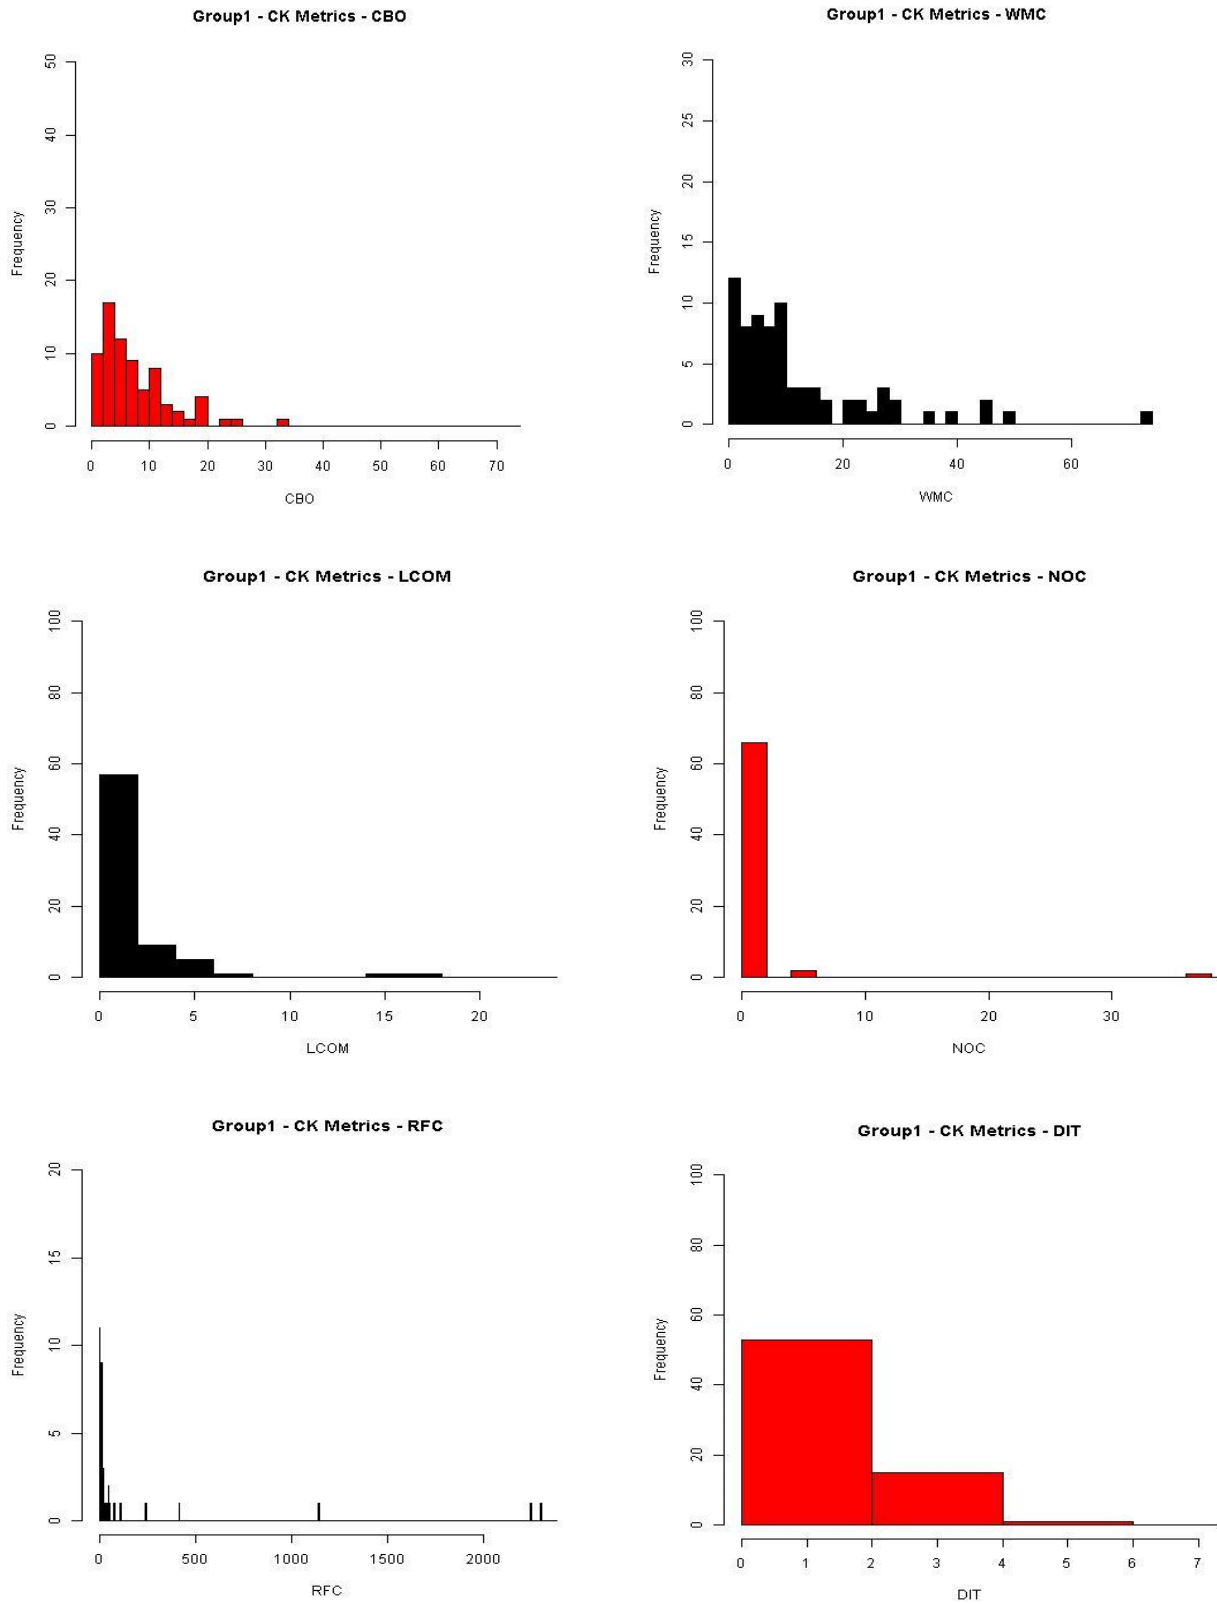 Group1 - CK Metrics - CBO
50
40
30
20
10
0
Frequency
0 10 20 30 40 50 60 70
CBO
Group1 - CK Metrics - WMC
30
25
20
15
10
5
0
Frequency
0 20 40 60
WMC
Group1 - CK Metrics - LCOM
100
80
60
40
20
0
Frequency
0 5 10 15 20
LCOM
Group1 - CK Metrics - NOC
100
80
60
40
20
0
Frequency
0 10 20 30
NOC
Group1 - CK Metrics - RFC
20
15
10
5
0
Frequency
0 500 1000 1500 2000
RFC
Group1 - CK Metrics - DIT
100
80
60
40
20
0
Frequency
0 1 2 3 4 5 6 7
DIT